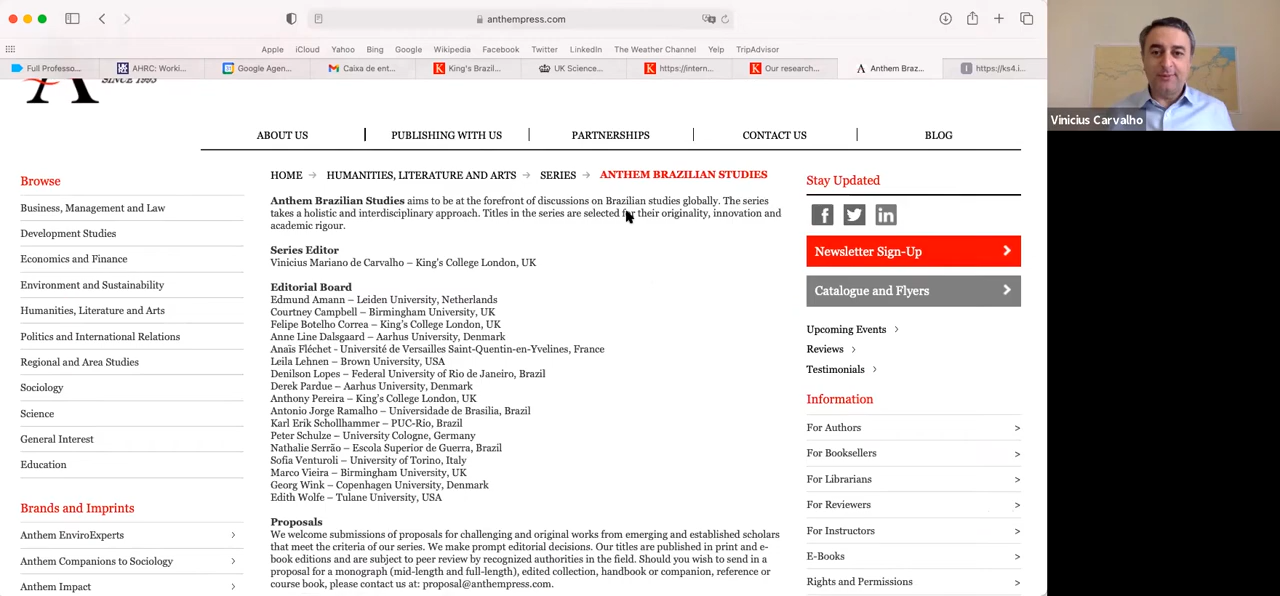 anthempress.com
Apple iCloud Yahoo Bing Google Wikipedia Facebook Twitter LinkedIn The Weather Channel Yelp TripAdvisor
Full Professo... AHRC: Worki... Google Agen... Caixa de ent... King's Brazil... UK Science... https://intern... Our research... Anthem Braz... https://ks4.i...
A
SINCE 1993
ABOUT US PUBLISHING WITH US PARTNERSHIPS CONTACT US BLOG
Browse
Business, Management and Law
Development Studies
Economics and Finance
Environment and Sustainability
Humanities, Literature and Arts
Politics and International Relations
Regional and Area Studies
Sociology
Science
General Interest
Education
Brands and Imprints
Anthem EnviroExperts >
Anthem Companions to Sociology >
Anthem Impact >
HOME → HUMANITIES, LITERATURE AND ARTS → SERIES → ANTHEM BRAZILIAN STUDIES
Anthem Brazilian Studies aims to be at the forefront of discussions on Brazilian studies globally. The series
takes a holistic and interdisciplinary approach. Titles in the series are selected for their originality, innovation and
academic rigour.
Series Editor
Vinicius Mariano de Carvalho – King's College London, UK
Editorial Board
Edmund Amann – Leiden University, Netherlands
Courtney Campbell – Birmingham University, UK
Felipe Botelho Correa – King's College London, UK
Anne Line Dalsgaard – Aarhus University, Denmark
Anaïs Fléchet - Université de Versailles Saint-Quentin-en-Yvelines, France
Leila Lehnen – Brown University, USA
Denilson Lopes – Federal University of Rio de Janeiro, Brazil
Derek Pardue – Aarhus University, Denmark
Anthony Pereira – King's College London, UK
Antonio Jorge Ramalho – Universidade de Brasilia, Brazil
Karl Erik Schollhammer – PUC-Rio, Brazil
Peter Schulze – University Cologne, Germany
Nathalie Serrão – Escola Superior de Guerra, Brazil
Sofia Venturoli – University of Torino, Italy
Marco Vieira – Birmingham University, UK
Georg Wink – Copenhagen University, Denmark
Edith Wolfe – Tulane University, USA
Proposals
We welcome submissions of proposals for challenging and original works from emerging and established scholars
that meet the criteria of our series. We make prompt editorial decisions. Our titles are published in print and e-
book editions and are subject to peer review by recognized authorities in the field. Should you wish to send in a
proposal for a monograph (mid-length and full-length), edited collection, handbook or companion, reference or
course book, please contact us at: proposal@anthempress.com.
Stay Updated
Newsletter Sign-Up >
Catalogue and Flyers >
Upcoming Events >
Reviews >
Testimonials >
Information
For Authors >
For Booksellers >
For Librarians >
For Reviewers >
For Instructors >
E-Books >
Rights and Permissions >
Vinicius Carvalho